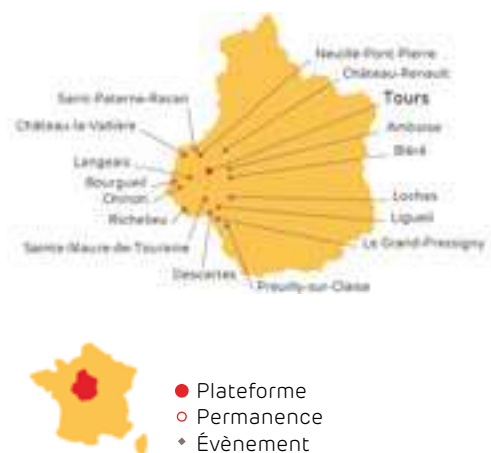 Neuillé-Pont-Pierre
Château-Renault
Saint-Paterne-Racan
Tours
Château-la-Vallière
Amboise
Bléré
Langeais
Bourgueil
Chinon
Loches
Richelieu
Ligueil
Sainte-Maure-de-Touraine
Le Grand-Pressigny
Descartes
Preuilly-sur-Claise
Plateforme
Permanence
Évènement